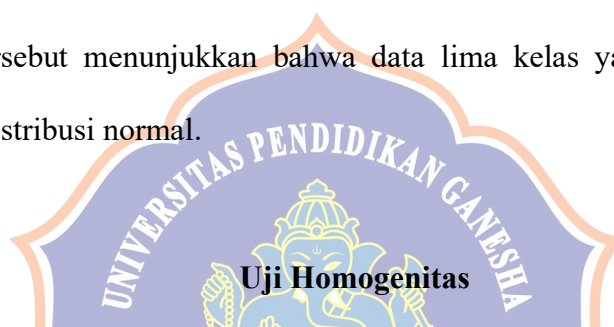 rsebut menunjukkan bahwa data lima kelas ya
stribusi normal.
UNIVERSITAS PENDIDIKAN GANESHA
Uji Homogenitas